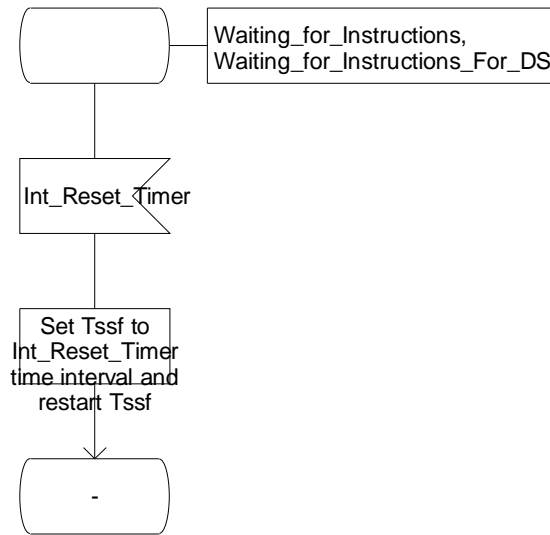 Waiting_for_Instructions,
Waiting_for_Instructions_For_DS
Int_Reset_Timer
Set Tssf to
Int_Reset_Timer
time interval and
restart Tssf
-